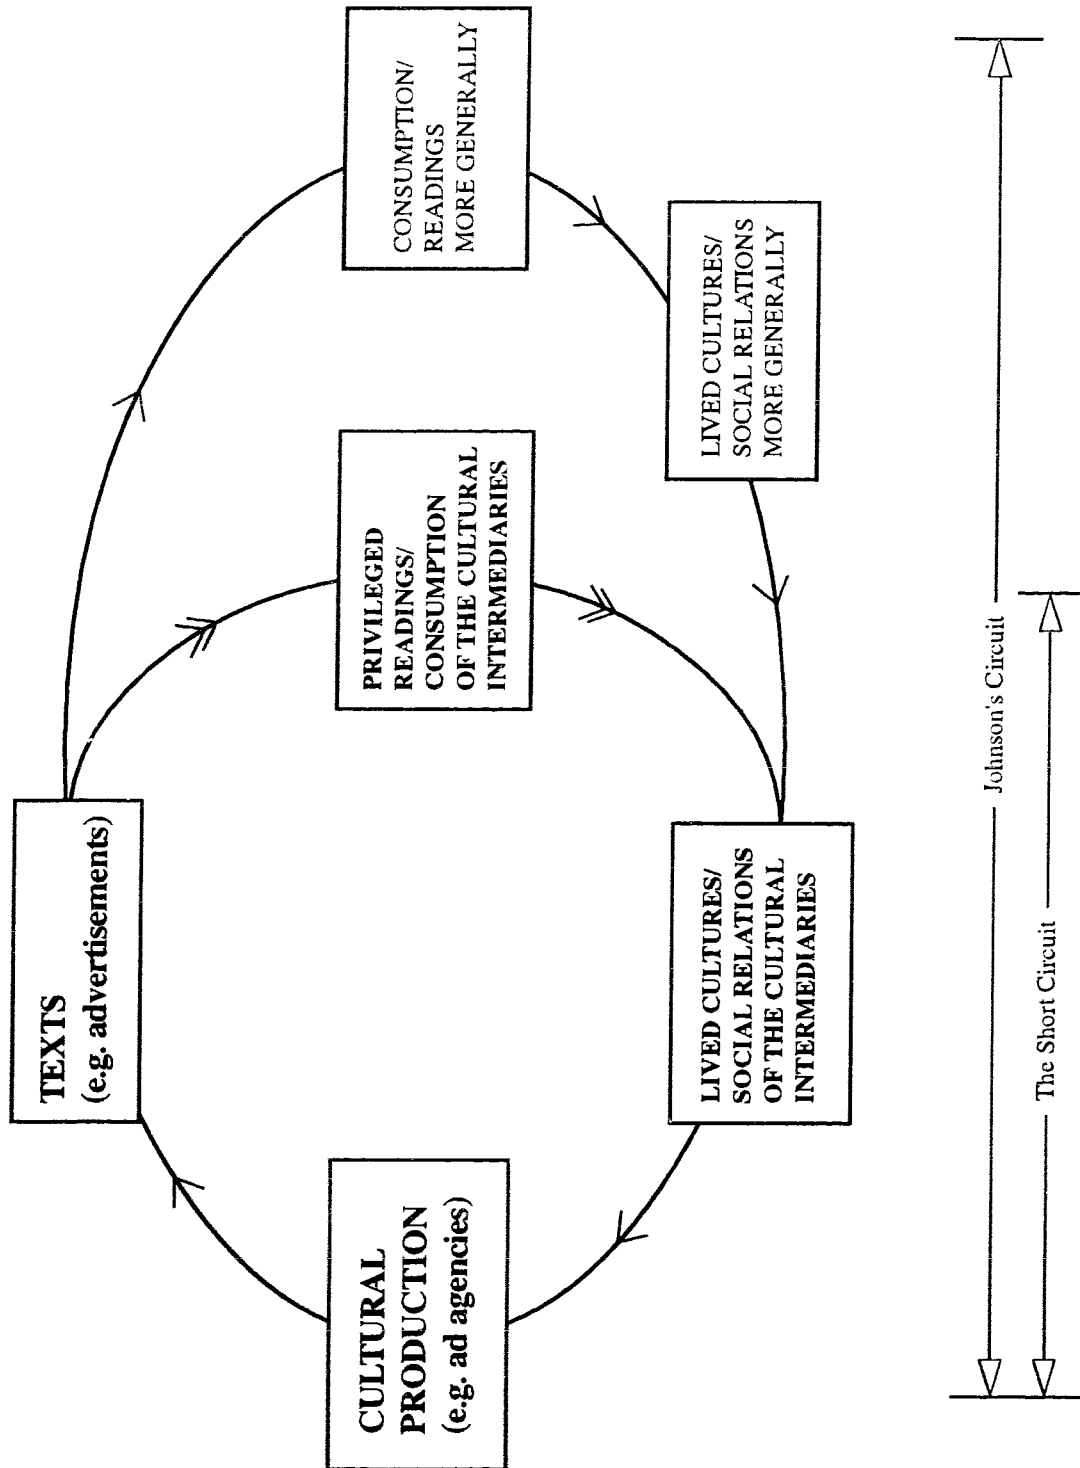 TEXTS
(e.g. advertisements)
CULTURAL
PRODUCTION
(e.g. ad agencies)
PRIVILEGED
READINGS/
CONSUMPTION
OF THE CULTURAL
INTERMEDIARIES
CONSUMPTION/
READINGS
MORE GENERALLY
LIVED CULTURES/
SOCIAL RELATIONS
OF THE CULTURAL
INTERMEDIARIES
LIVED CULTURES/
SOCIAL RELATIONS
MORE GENERALLY
Johnson's Circuit
The Short Circuit